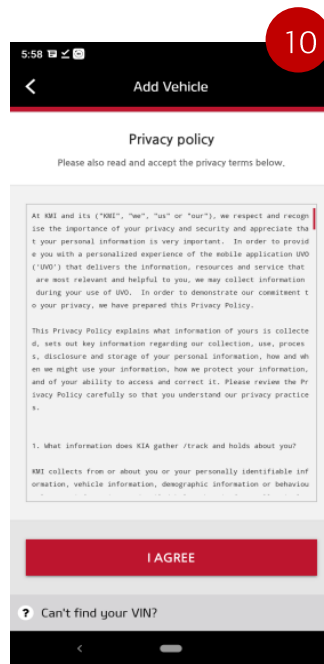 10
5:58
Add Vehicle
Privacy policy
Please also read and accept the privacy terms below.
At KMI and its ("KMI", "we", "us" or "our"), we respect and recogn
ise the importance of your privacy and security and appreciate tha
t your personal information is very important.  In order to provid
e you with a personalized experience of the mobile application UVO
('UVO') that delivers the information, resources and service that
are most relevant and helpful to you, we may collect information
during your use of UVO.  In order to demonstrate our commitment t
o your privacy, we have prepared this Privacy Policy.
This Privacy Policy explains what information of yours is collecte
d, sets out key information regarding our collection, use, proces
s, disclosure and storage of your personal information, how and wh
en we might use your information, how we protect your information,
and of your ability to access and correct it. Please review the Pr
ivacy Policy carefully so that you understand our privacy practice
s.
1. What information does KIA gather /track and holds about you?
KMI collects from or about you or your personally identifiable inf
ormation, vehicle information, demographic information or behaviou
I AGREE
? Can't find your VIN?